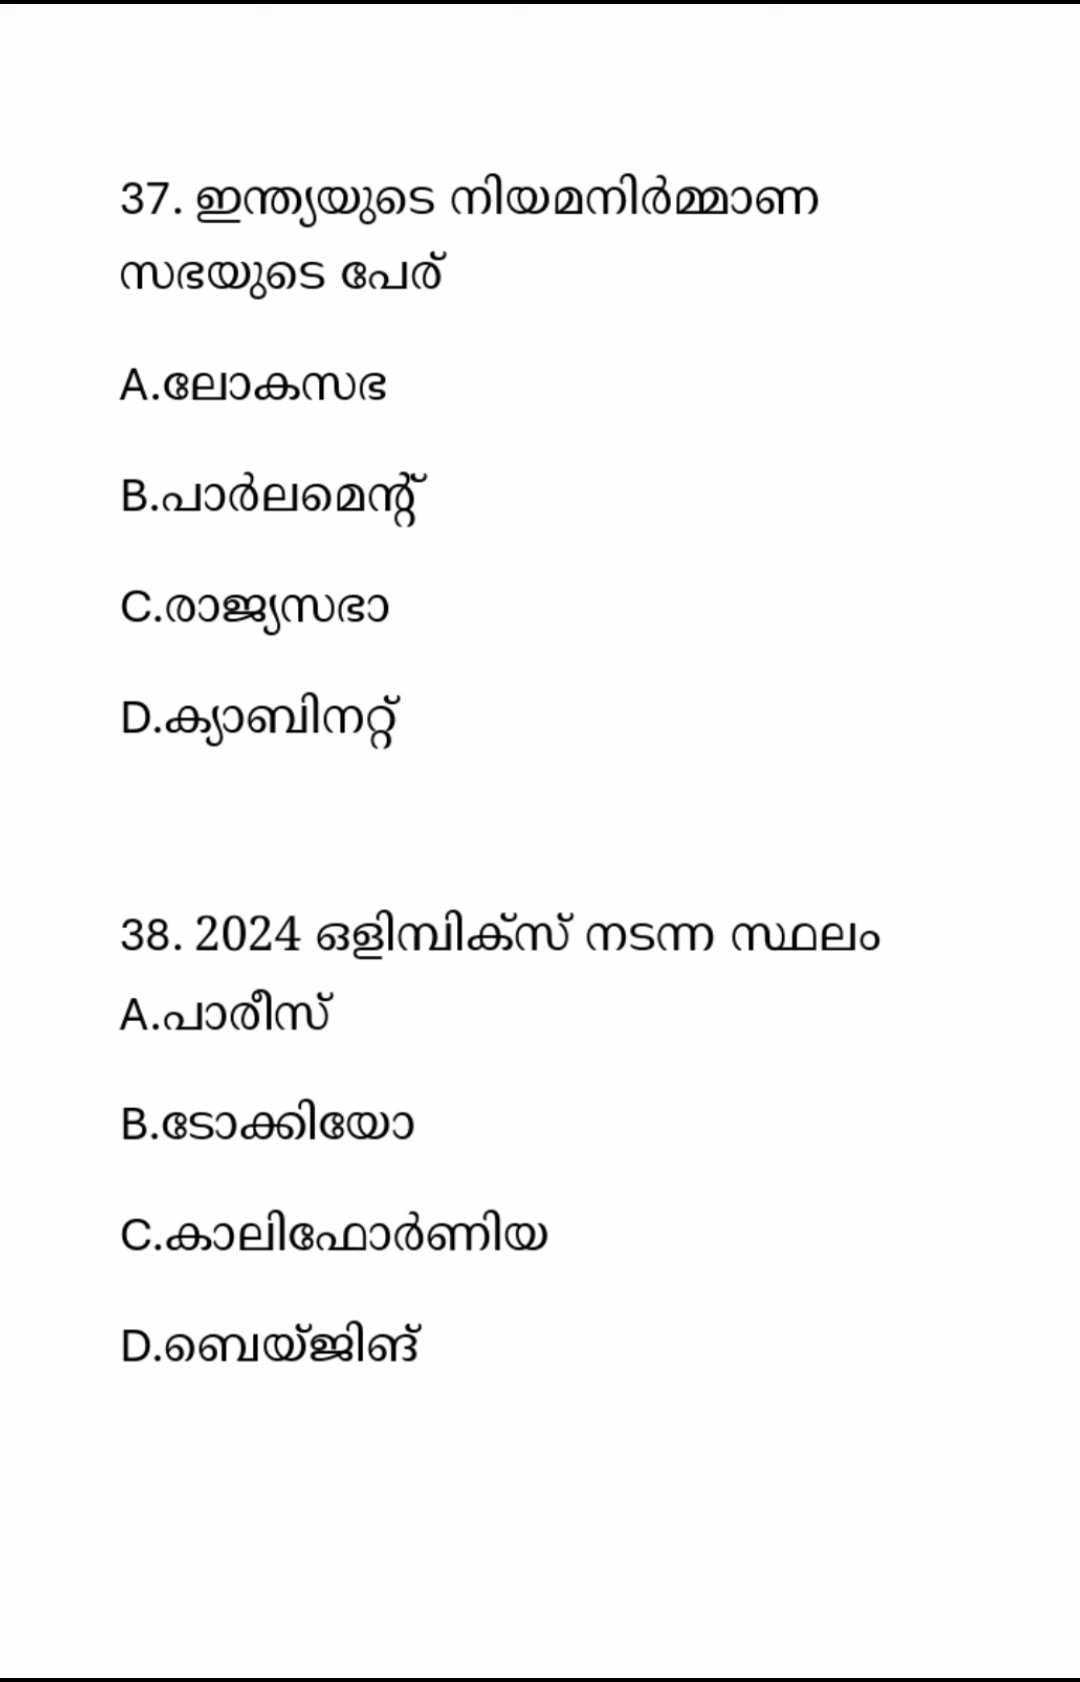 37. ഇന്ത്യയുടെ നിയമനിർമ്മാണ
സഭയുടെ പേര്
A.ലോകസഭ
B.പാർലമെന്റ്
C.രാജ്യസഭാ
D.ക്യാബിനറ്റ്
38. 2024 ഒളിമ്പിക്സ് നടന്ന സ്ഥലം
A.പാരീസ്
B.ടോക്കിയോ
C.കാലിഫോർണിയ
D.ബെയ്ജിങ്